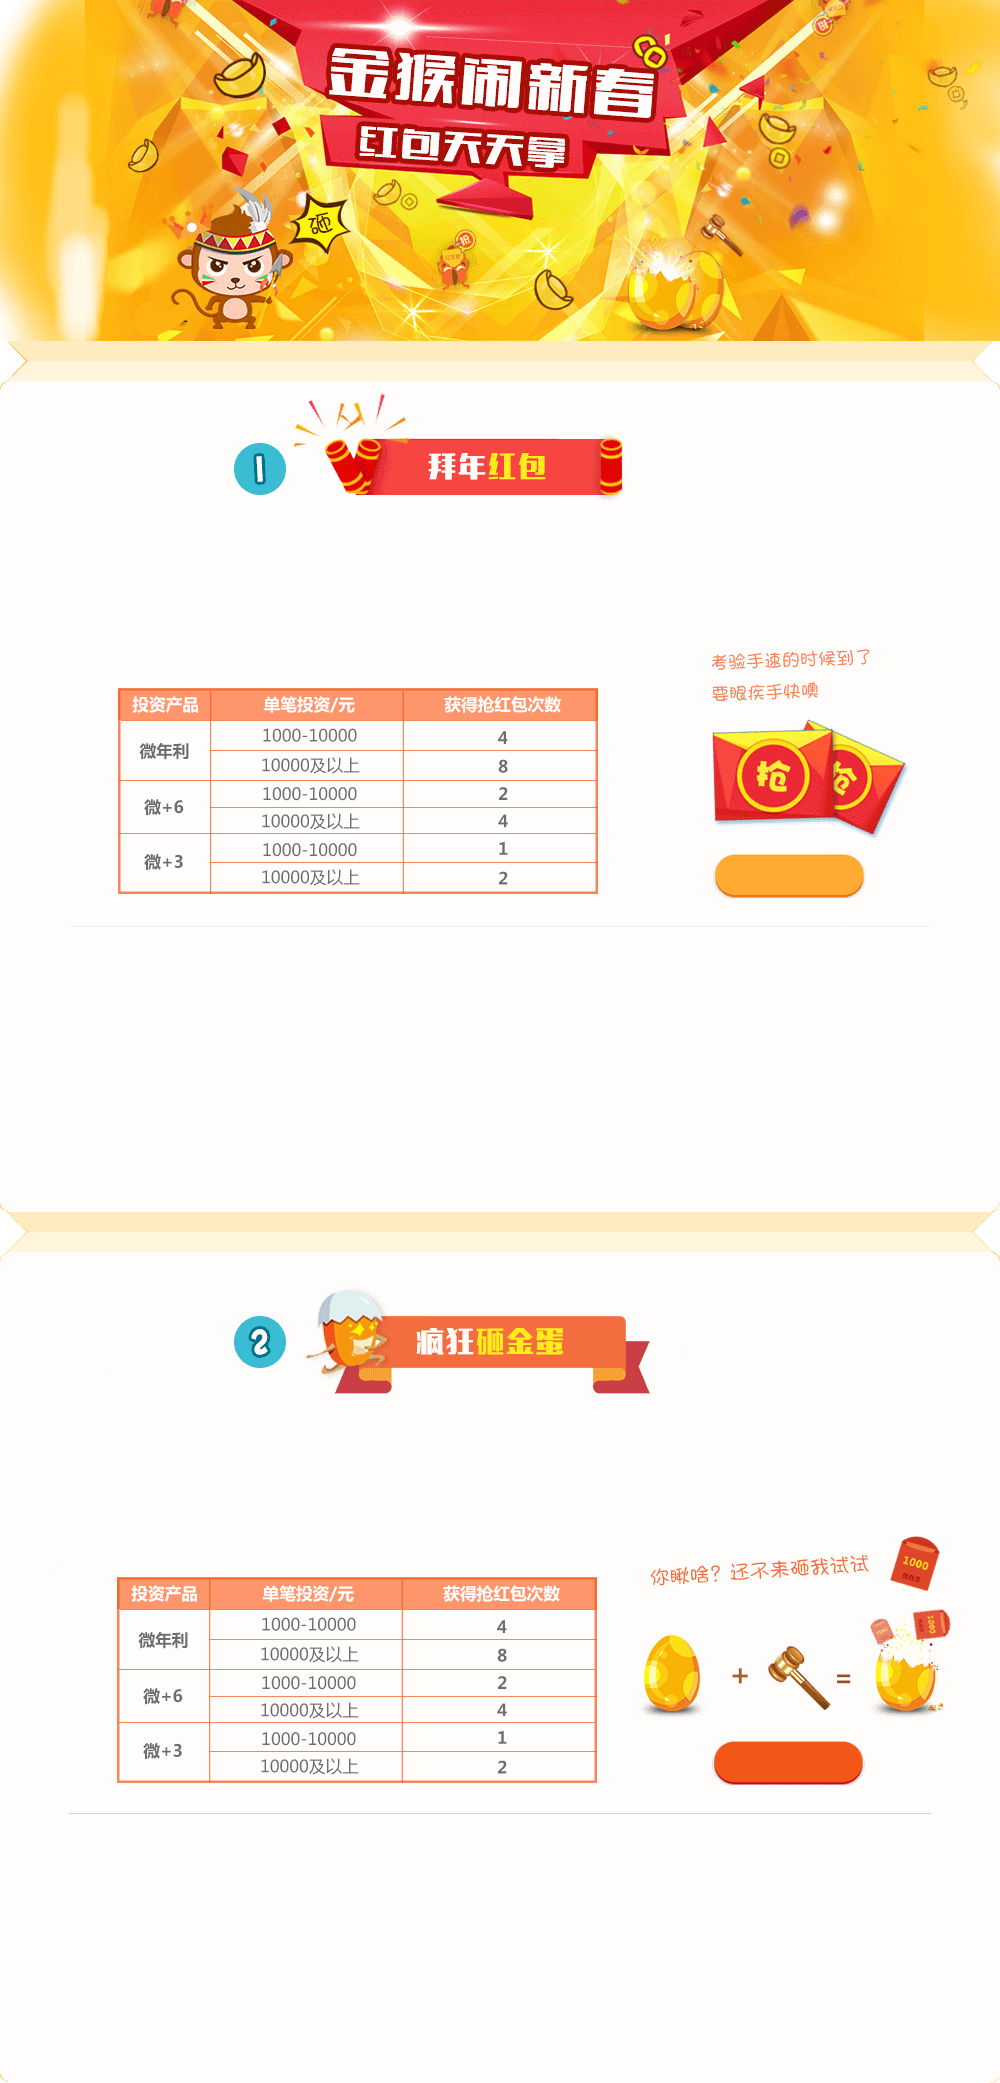 金猴闹新春
红包天天拿
砸
抢
1
拜年红包
考验手速的时候到了
要眼疾手快噢
抢
抢
投资产品 单笔投资/元 获得抢红包次数
微年利 1000-10000 4
10000及以上 8
微+6 1000-10000 2
10000及以上 4
微+3 1000-10000 1
10000及以上 2
2
疯狂砸金蛋
你瞅啥？还不来砸我试试
1000
投资产品 单笔投资/元 获得抢红包次数
微年利 1000-10000 4
10000及以上 8
微+6 1000-10000 2
10000及以上 4
微+3 1000-10000 1
10000及以上 2
1000
+ =